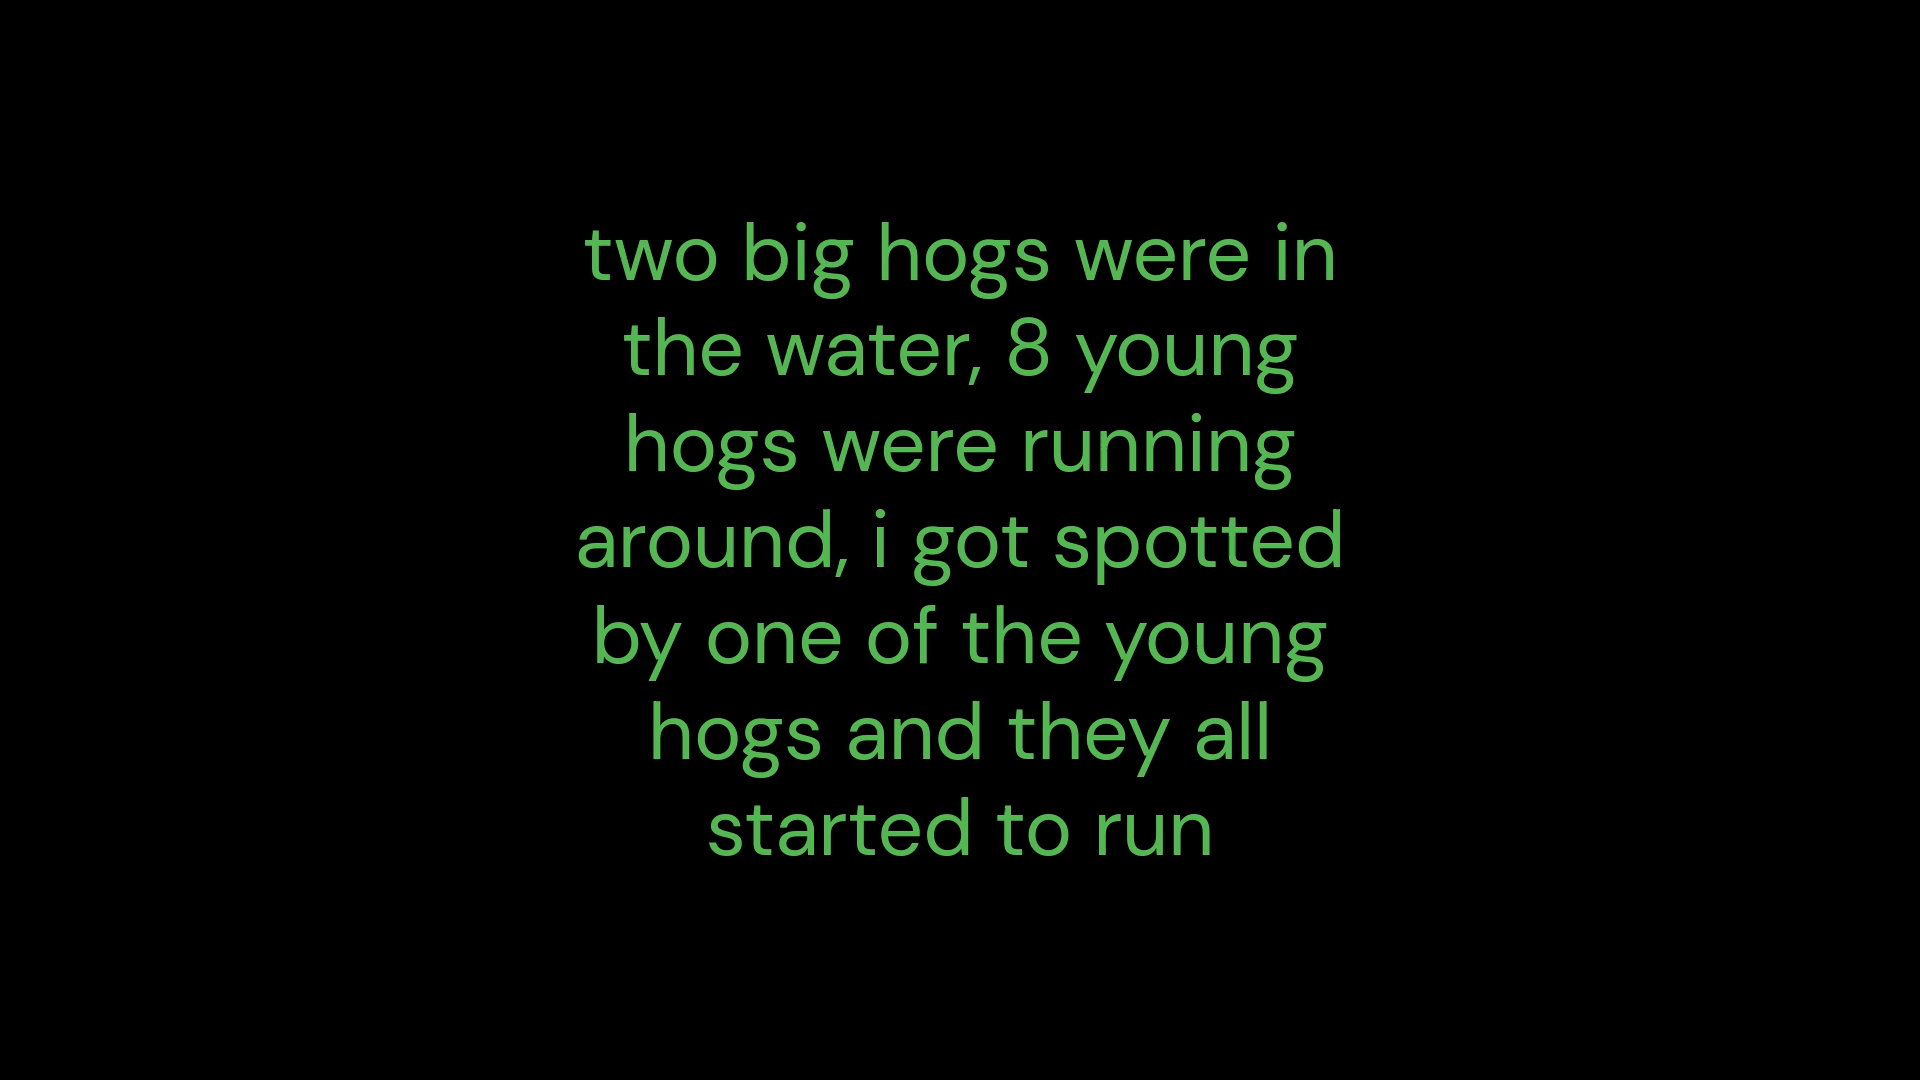 two big hogs were in
the water, 8 young
hogs were running
around, i got spotted
by one of the young
hogs and they all
started to run